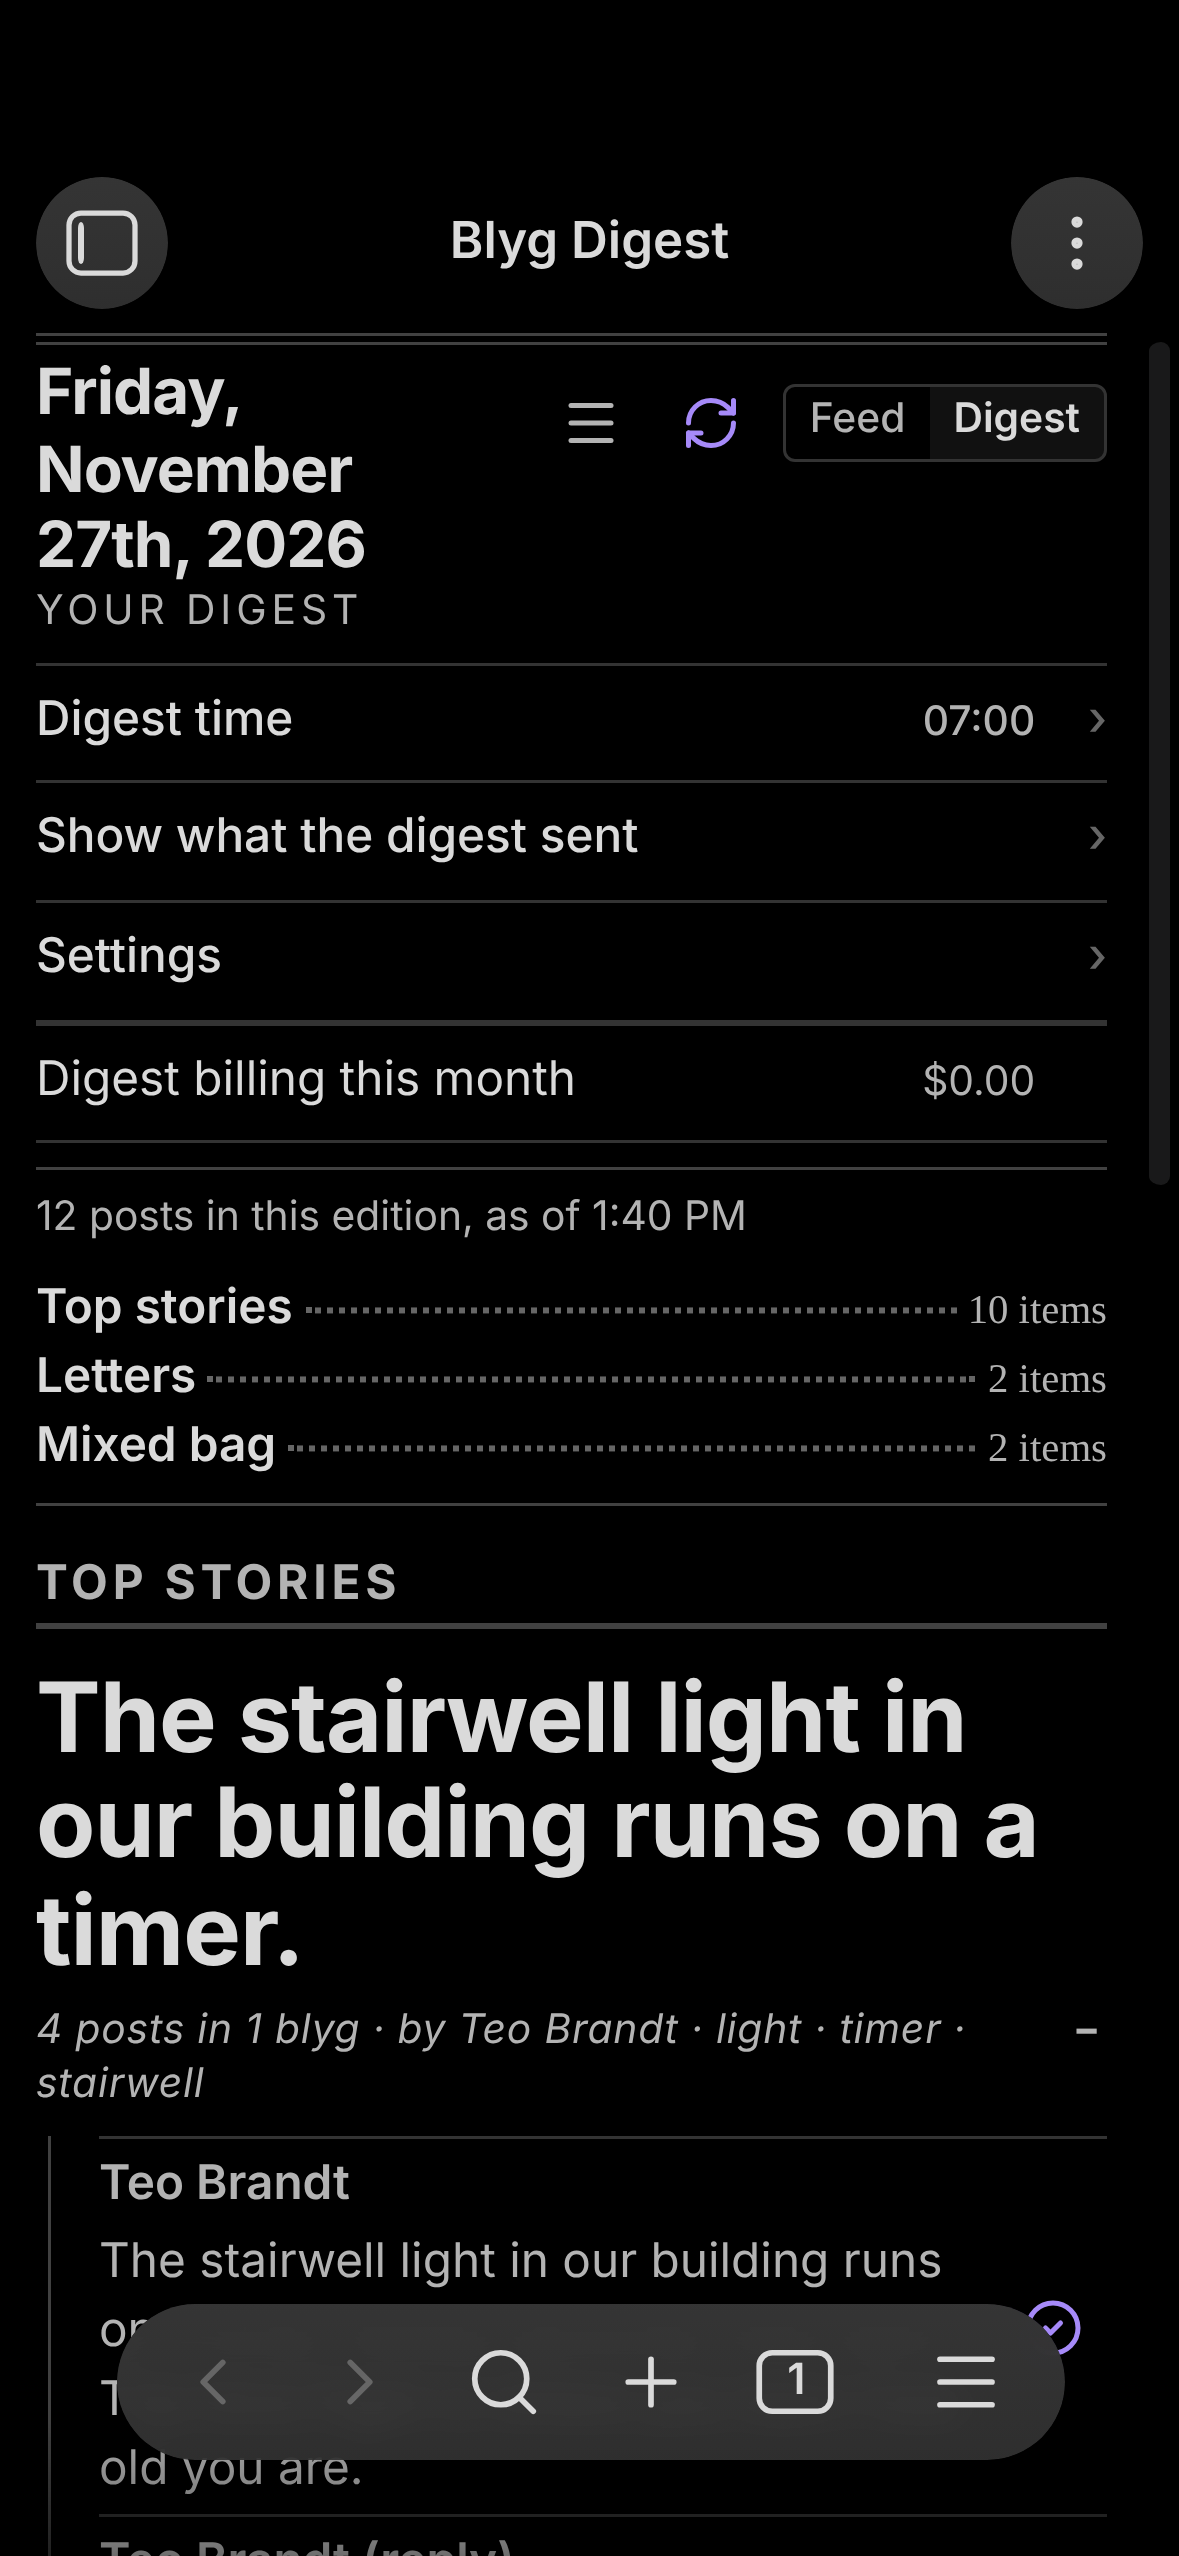 Blyg Digest
Friday,
November
27th, 2026
Feed
Digest
YOUR DIGEST
Digest time 07:00
Show what the digest sent
Settings
Digest billing this month $0.00
12 posts in this edition, as of 1:40 PM
Top stories 10 items
Letters 2 items
Mixed bag 2 items
TOP STORIES
The stairwell light in
our building runs on a
timer.
4 posts in 1 blyg · by Teo Brandt · light · timer ·
stairwell
Teo Brandt
The stairwell light in our building runs
1
old you are.
Teo Brandt (reply)